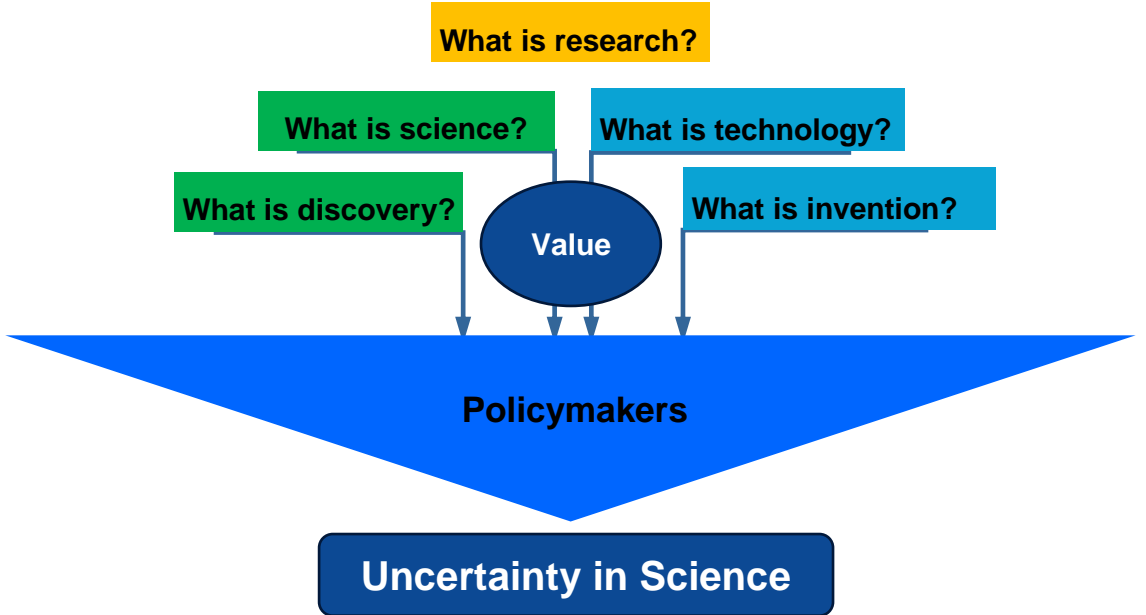 What is research?
What is science?
What is technology?
What is discovery?
What is invention?
Value
Policymakers
Uncertainty in Science